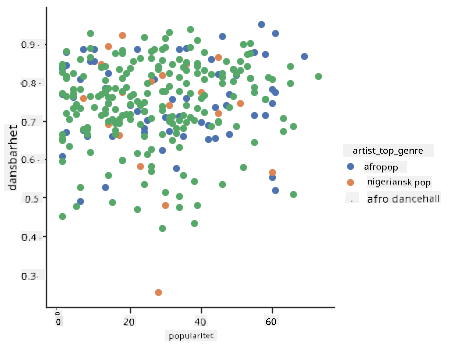 dansbarhet
0.9
0.8
0.7
0.6
0.5
0.4
0.3
20
40
60
popularitet
artist_top_genre
afropop
nigeriansk pop
afro dancehall